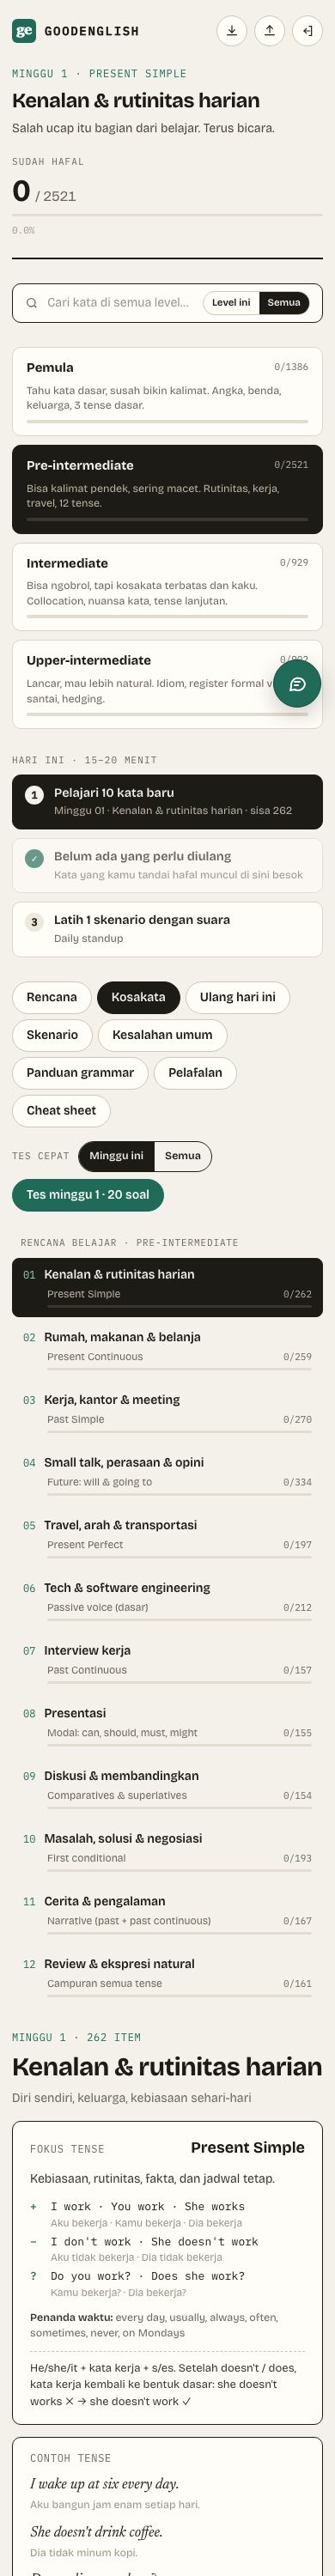 ge GOODENGLISH
MINGGU 1 · PRESENT SIMPLE
Kenalan & rutinitas harian
Salah ucap itu bagian dari belajar. Terus bicara.
SUDAH HAFAL
0 / 2521
0.0%
Cari kata di semua level... Level ini Semua
Pemula 0/1386
Tahu kata dasar, susah bikin kalimat. Angka, benda,
keluarga, 3 tense dasar.
Pre-intermediate 0/2521
Bisa kalimat pendek, sering macet. Rutinitas, kerja,
travel, 12 tense.
Intermediate 0/929
Bisa ngobrol, tapi kosakata terbatas dan kaku.
Collocation, nuansa kata, tense lanjutan.
Upper-intermediate
Lancar, mau lebih natural. Idiom, register formal
santai, hedging.
HARI INI · 15–20 MENIT
1 Pelajari 10 kata baru
Minggu 01 · Kenalan & rutinitas harian · sisa 262
✓ Belum ada yang perlu diulang
Kata yang kamu tandai hafal muncul di sini besok
3 Latih 1 skenario dengan suara
Daily standup
Rencana Kosakata Ulang hari ini
Skenario Kesalahan umum
Panduan grammar Pelafalan
Cheat sheet
TES CEPAT Minggu ini Semua
Tes minggu 1 · 20 soal
RENCANA BELAJAR · PRE-INTERMEDIATE
01 Kenalan & rutinitas harian
Present Simple 0/262
02 Rumah, makanan & belanja
Present Continuous 0/259
03 Kerja, kantor & meeting
Past Simple 0/270
04 Small talk, perasaan & opini
Future: will & going to 0/334
05 Travel, arah & transportasi
Present Perfect 0/197
06 Tech & software engineering
Passive voice (dasar) 0/212
07 Interview kerja
Past Continuous 0/157
08 Presentasi
Modal: can, should, must, might 0/155
09 Diskusi & membandingkan
Comparatives & superlatives 0/154
10 Masalah, solusi & negosiasi
First conditional 0/193
11 Cerita & pengalaman
Narrative (past + past continuous) 0/167
12 Review & ekspresi natural
Campuran semua tense 0/161
MINGGU 1 · 262 ITEM
Kenalan & rutinitas harian
Diri sendiri, keluarga, kebiasaan sehari-hari
FOKUS TENSE Present Simple
Kebiasaan, rutinitas, fakta, dan jadwal tetap.
+ I work · You work · She works
Aku bekerja · Kamu bekerja · Dia bekerja
− I don't work · She doesn't work
Aku tidak bekerja · Dia tidak bekerja
? Do you work? · Does she work?
Kamu bekerja? · Dia bekerja?
Penanda waktu: every day, usually, always, often,
sometimes, never, on Mondays
He/she/it + kata kerja + s/es. Setelah doesn't / does,
kata kerja kembali ke bentuk dasar: she doesn't
works ✕ → she doesn't work ✓
CONTOH TENSE
I wake up at six every day.
Aku bangun jam enam setiap hari.
She doesn't drink coffee.
Dia tidak minum kopi.